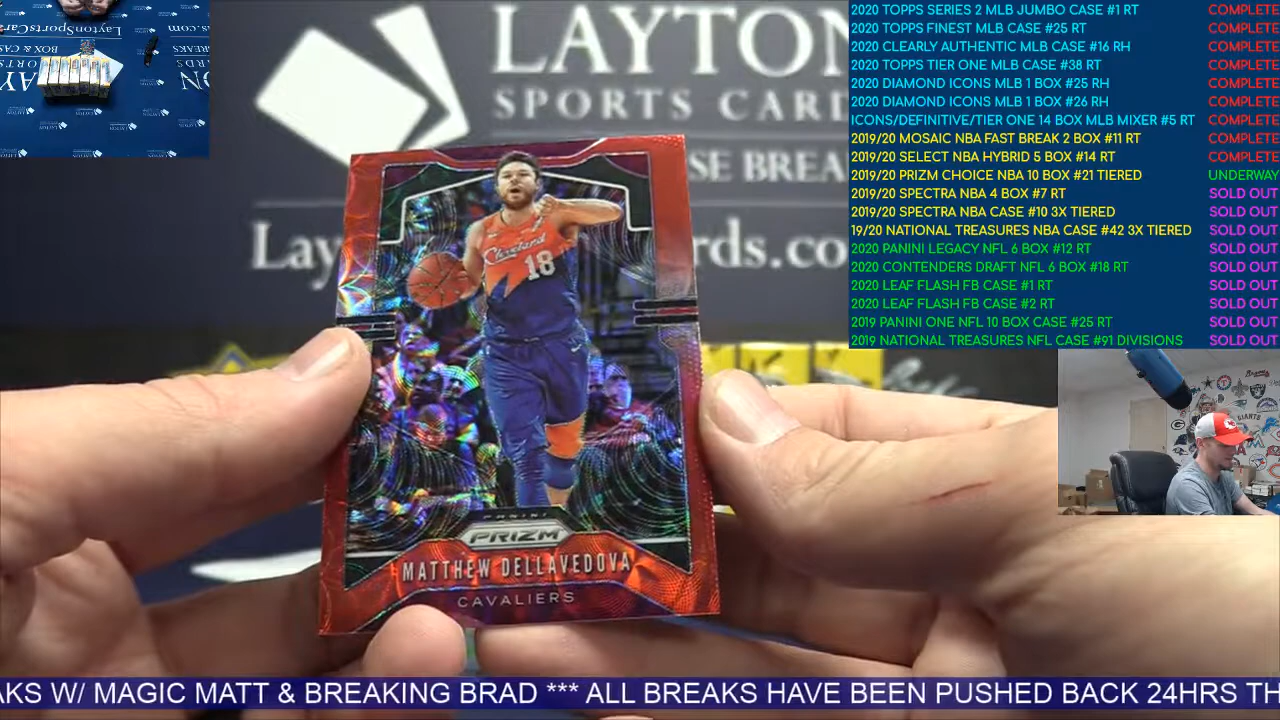 LaytonSportsCar
BOX & CAS
BREAKS
LAYTON
SPORTS CARD
SE BREA
Lay
rds.co
Cleveland
18
PANINI
PRIZM
MATTHEW DELLAVEDOVA
CAVALIERS
2020 TOPPS SERIES 2 MLB JUMBO CASE #1 RT COMPLETE
2020 TOPPS FINEST MLB CASE #25 RT COMPLETE
2020 CLEARLY AUTHENTIC MLB CASE #16 RH COMPLETE
2020 TOPPS TIER ONE MLB CASE #38 RT COMPLETE
2020 DIAMOND ICONS MLB 1 BOX #25 RH COMPLETE
2020 DIAMOND ICONS MLB 1 BOX #26 RH COMPLETE
ICONS/DEFINITIVE/TIER ONE 14 BOX MLB MIXER #5 RT COMPLETE
2019/20 MOSAIC NBA FAST BREAK 2 BOX #11 RT COMPLETE
2019/20 SELECT NBA HYBRID 5 BOX #14 RT COMPLETE
2019/20 PRIZM CHOICE NBA 10 BOX #21 TIERED UNDERWAY
2019/20 SPECTRA NBA 4 BOX #7 RT SOLD OUT
2019/20 SPECTRA NBA CASE #10 3X TIERED SOLD OUT
19/20 NATIONAL TREASURES NBA CASE #42 3X TIERED SOLD OUT
2020 PANINI LEGACY NFL 6 BOX #12 RT SOLD OUT
2020 CONTENDERS DRAFT NFL 6 BOX #18 RT SOLD OUT
2020 LEAF FLASH FB CASE #1 RT SOLD OUT
2020 LEAF FLASH FB CASE #2 RT SOLD OUT
2019 PANINI ONE NFL 10 BOX CASE #25 RT SOLD OUT
2019 NATIONAL TREASURES NFL CASE #91 DIVISIONS SOLD OUT
GIANTS
AKS W/ MAGIC MATT & BREAKING BRAD *** ALL BREAKS HAVE BEEN PUSHED BACK 24HRS TH